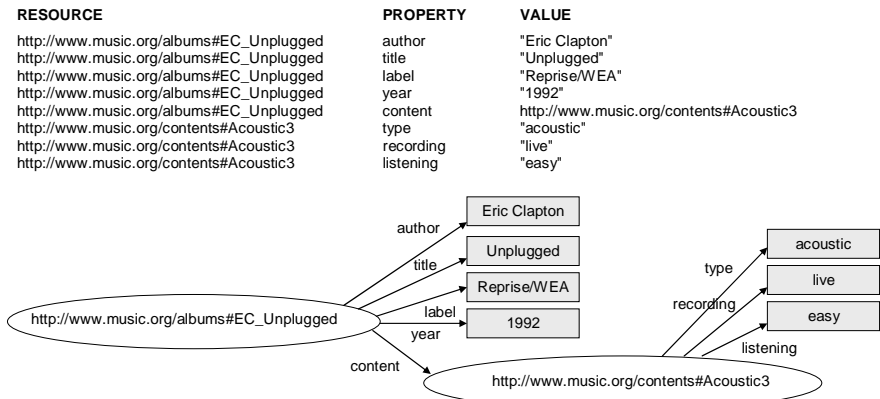 RESOURCE PROPERTY VALUE
http://www.music.org/albums#EC_Unplugged author "Eric Clapton"
http://www.music.org/albums#EC_Unplugged title "Unplugged"
http://www.music.org/albums#EC_Unplugged label "Reprise/WEA"
http://www.music.org/albums#EC_Unplugged year "1992"
http://www.music.org/albums#EC_Unplugged content http://www.music.org/contents#Acoustic3
http://www.music.org/contents#Acoustic3 type "acoustic"
http://www.music.org/contents#Acoustic3 recording "live"
http://www.music.org/contents#Acoustic3 listening "easy"
Eric Clapton
author
Unplugged
acoustic
title
type
live
Reprise/WEA
recording
label
http://www.music.org/albums#EC_Unplugged
1992
easy
year
listening
content
http://www.music.org/contents#Acoustic3